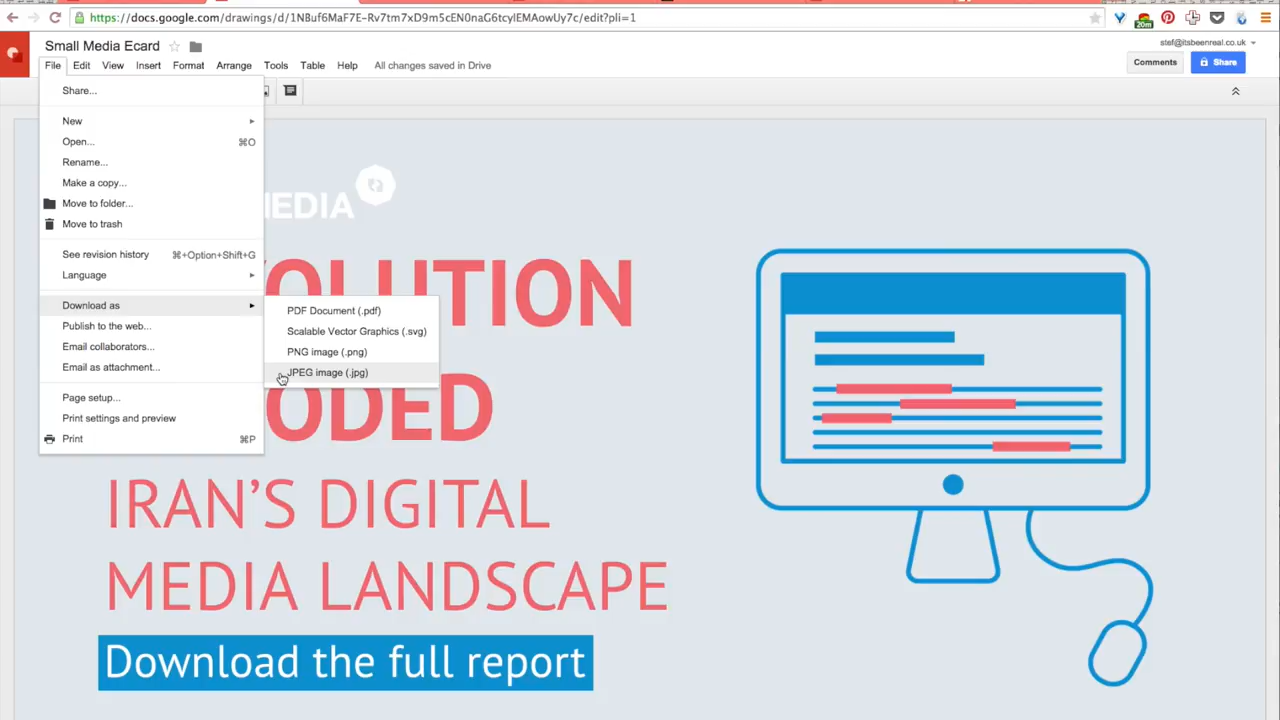 https://docs.google.com/drawings/d/1NBuf6MaF7E-Rv7tm7xD9m5cEN0naG6tcylEMAowUy7c/edit?pli=1
20m
Small Media Ecard
stef@itsbeenreal.co.uk
File Edit View Insert Format Arrange Tools Table Help All changes saved in Drive
Comments
Share
Share...
New
Open... ⌘O
Rename...
Make a copy...
Move to folder...
Move to trash
See revision history ⌘+Option+Shift+G
Language
Download as
Publish to the web...
Email collaborators...
Email as attachment...
Page setup...
Print settings and preview
Print ⌘P
PDF Document (.pdf)
Scalable Vector Graphics (.svg)
PNG image (.png)
JPEG image (.jpg)
MEDIA
OLUTION
ODED
IRAN'S DIGITAL
MEDIA LANDSCAPE
Download the full report